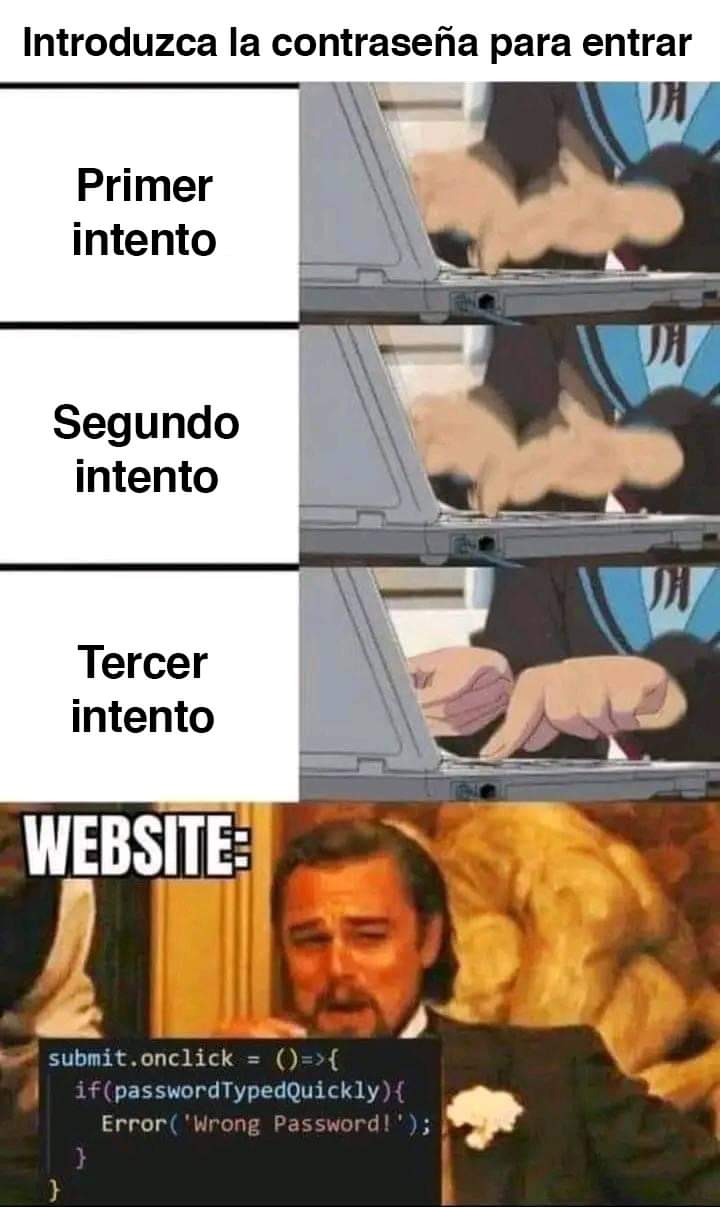 Introduzca la contraseña para entrar
Primer
intento
Segundo
intento
Tercer
intento
WEBSITE:
submit.onclick = ()=>{
if(passwordTypedQuickly){
Error('Wrong Password!');
}
}